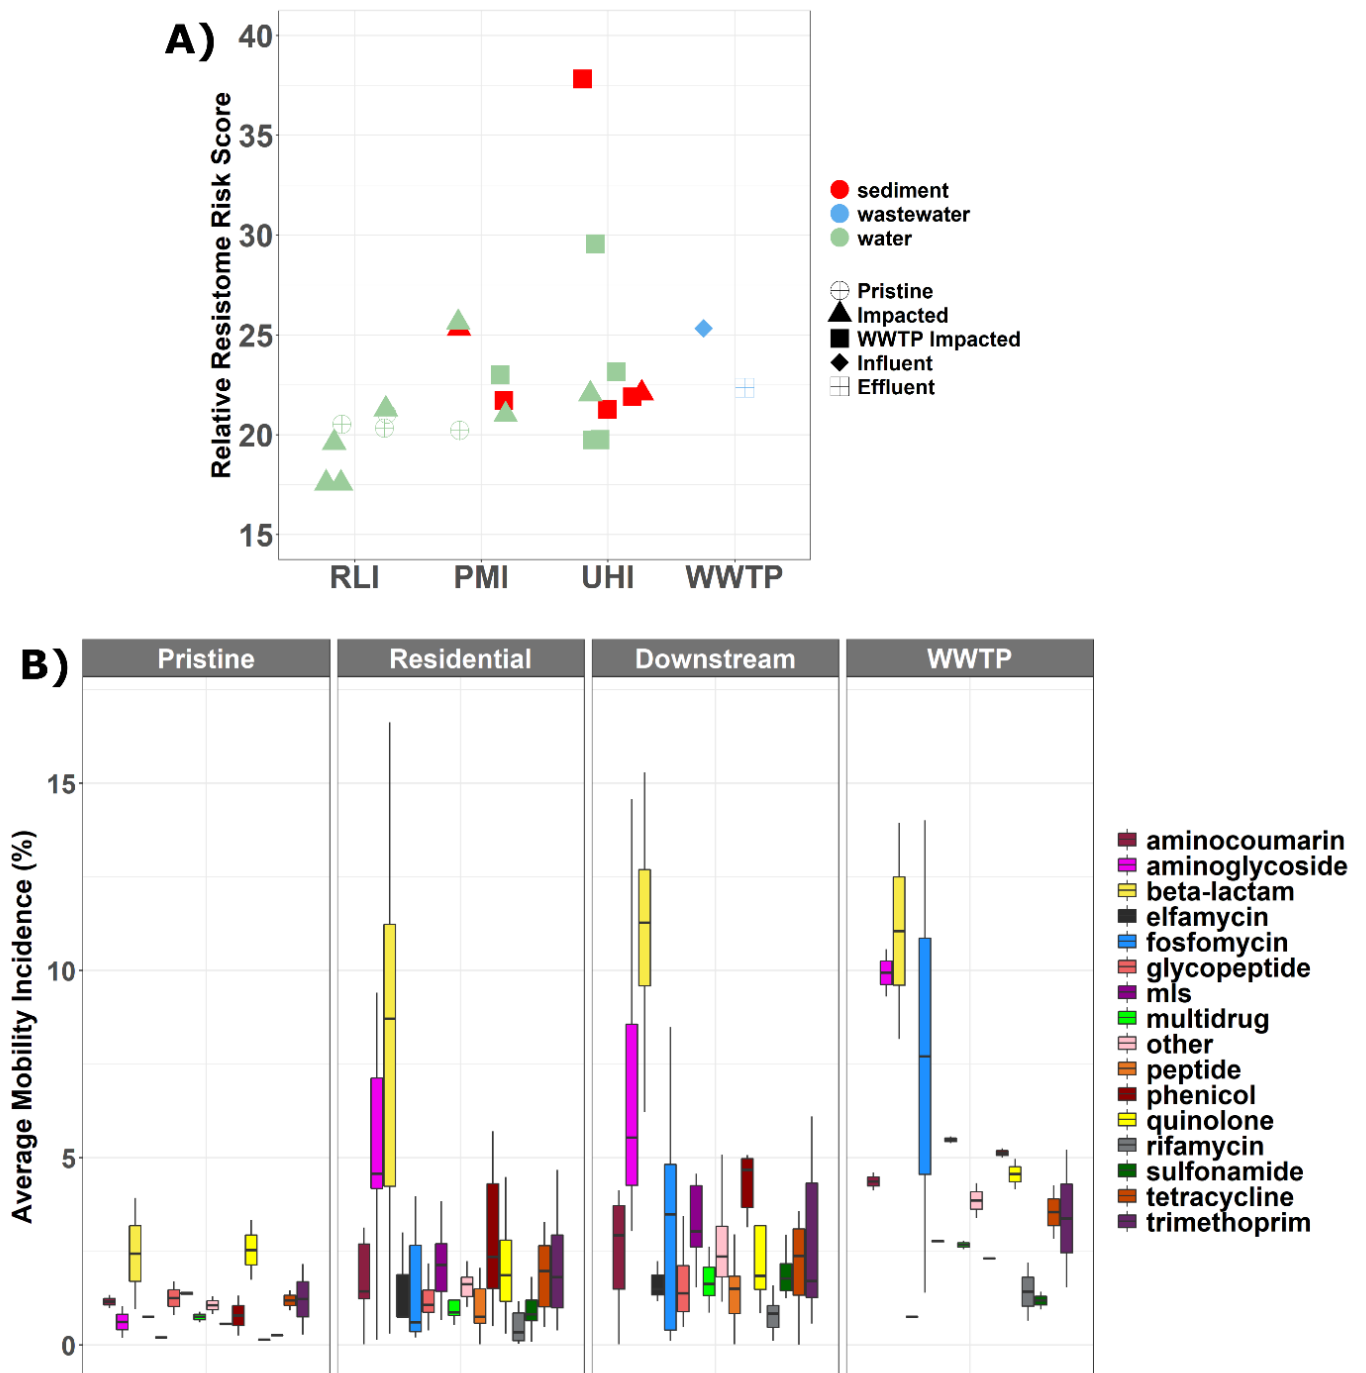 A)
Relative Resistome Risk Score
40
35
30
25
20
15
RLI PMI UHI WWTP
sediment
wastewater
water
Pristine
Impacted
WWTP Impacted
Influent
Effluent
B)
Pristine Residential Downstream WWTP
Average Mobility Incidence (%)
15
10
5
0
aminocoumarin
aminoglycoside
beta-lactam
elfamycin
fosfomycin
glycopeptide
mls
multidrug
other
peptide
phenicol
quinolone
rifamycin
sulfonamide
tetracycline
trimethoprim